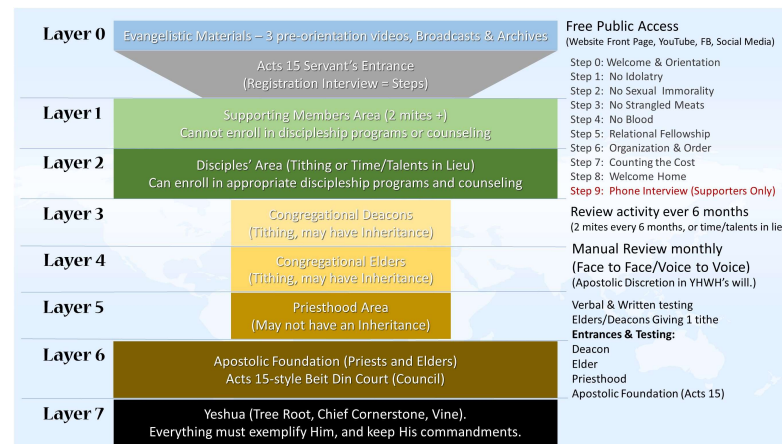 Layer 0
Evangelistic Materials – 3 pre-orientation videos, Broadcasts & Archives
Acts 15 Servant's Entrance
(Registration Interview = Steps)
Layer 1
Supporting Members Area (2 mites +)
Cannot enroll in discipleship programs or counseling
Layer 2
Disciples' Area (Tithing or Time/Talents in Lieu)
Can enroll in appropriate discipleship programs and counseling
Layer 3
Congregational Deacons
(Tithing, may have Inheritance)
Layer 4
Congregational Elders
(Tithing, may have Inheritance)
Layer 5
Priesthood Area
(May not have an Inheritance)
Layer 6
Apostolic Foundation (Priests and Elders)
Acts 15-style Beit Din Court (Council)
Layer 7
Yeshua (Tree Root, Chief Cornerstone, Vine).
Everything must exemplify Him, and keep His commandments.
Free Public Access
(Website Front Page, YouTube, FB, Social Media)
Step 0: Welcome & Orientation
Step 1: No Idolatry
Step 2: No Sexual Immorality
Step 3: No Strangled Meats
Step 4: No Blood
Step 5: Relational Fellowship
Step 6: Organization & Order
Step 7: Counting the Cost
Step 8: Welcome Home
Step 9: Phone Interview (Supporters Only)
Review activity ever 6 months
(2 mites every 6 months, or time/talents in lie
Manual Review monthly
(Face to Face/Voice to Voice)
(Apostolic Discretion in YHWH's will.)
Verbal & Written testing
Elders/Deacons Giving 1 tithe
Entrances & Testing:
Deacon
Elder
Priesthood
Apostolic Foundation (Acts 15)